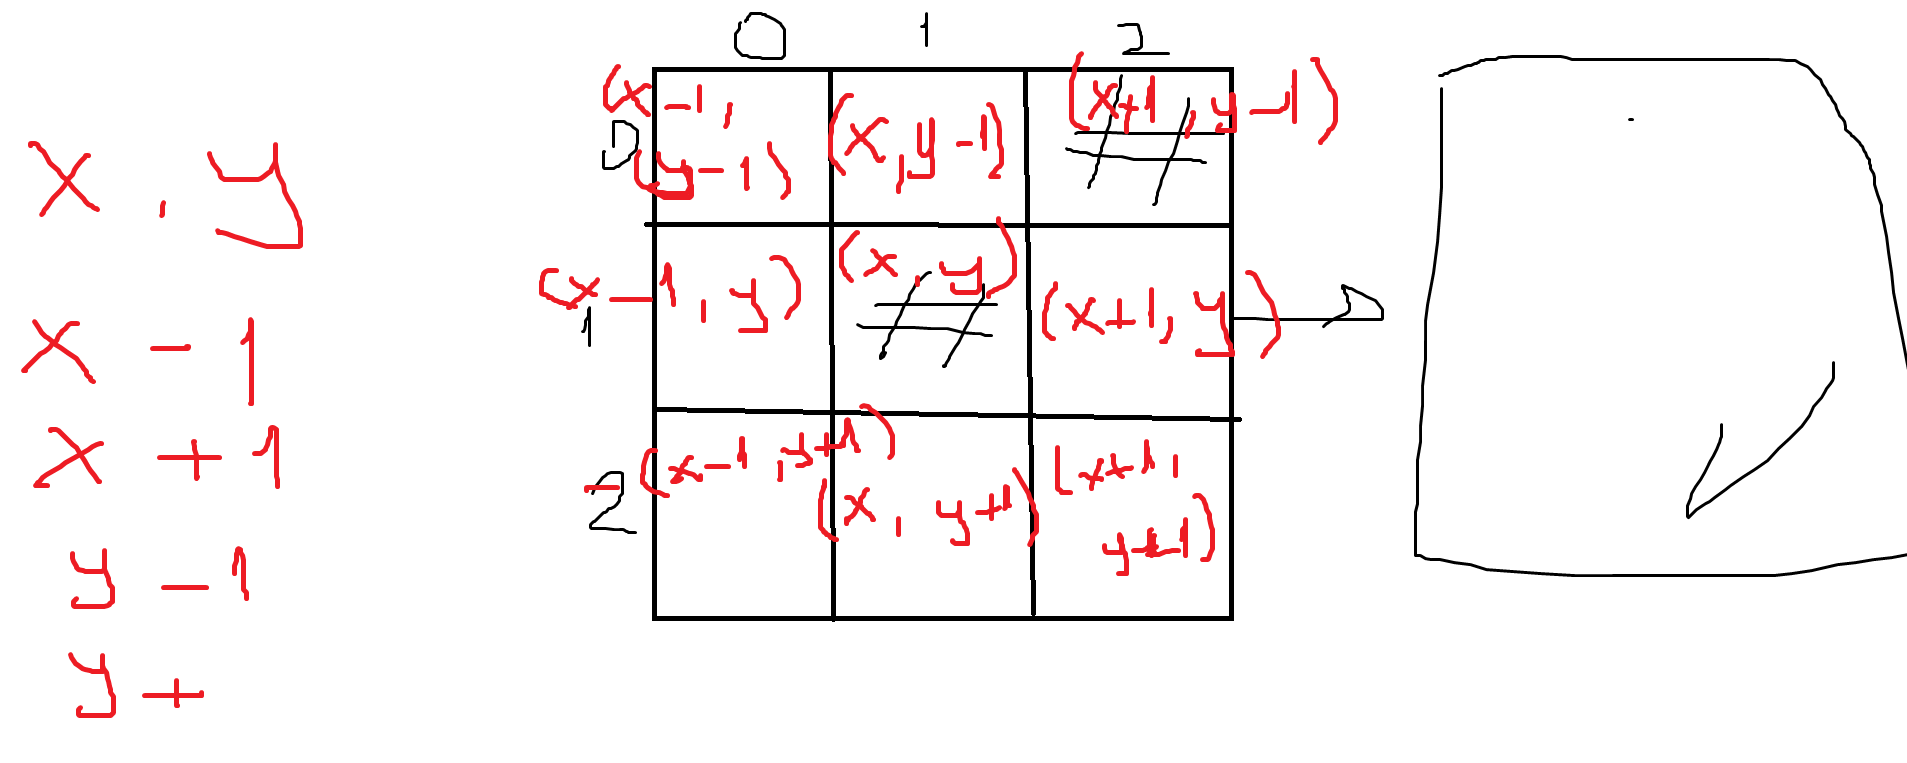 0 1 2
x , y
0
(x-1,
(y-1)
(x,y-1)
(x+1,y-1)
#
1
(x-1,y)
(x,y)
#
(x+1,y)
x - 1
x + 1
y - 1
y +
2
(x-1,y+1)
(x, y+1)
(x+1,
y+1)